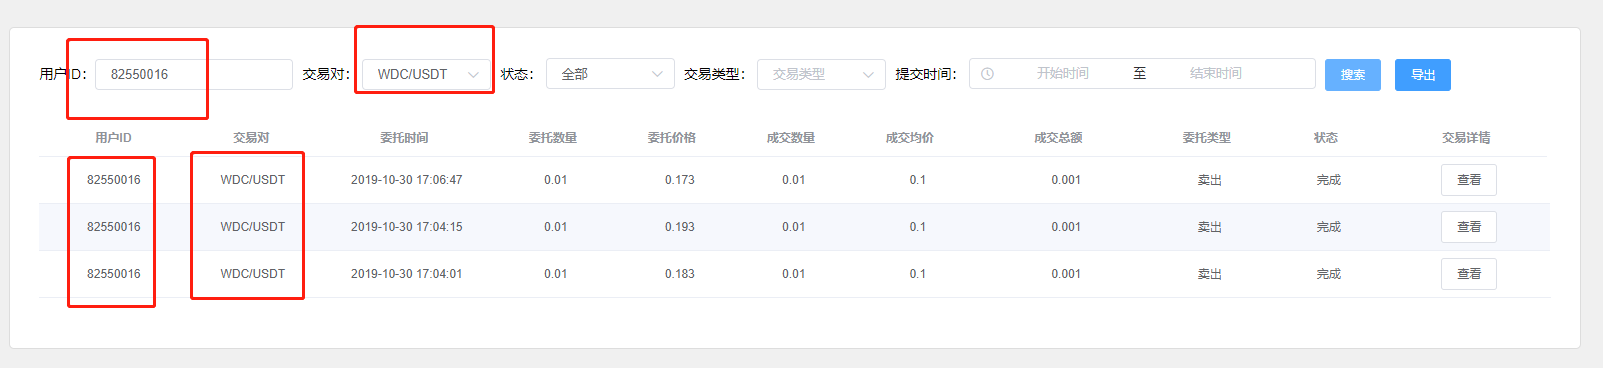 用户ID： 82550016 交易对： WDC/USDT 状态： 全部 交易类型： 交易类型 提交时间： 开始时间 至 结束时间 搜索 导出
用户ID 交易对 委托时间 委托数量 委托价格 成交数量 成交均价 成交总额 委托类型 状态 交易详情
82550016 WDC/USDT 2019-10-30 17:06:47 0.01 0.173 0.01 0.1 0.001 卖出 完成 查看
82550016 WDC/USDT 2019-10-30 17:04:15 0.01 0.193 0.01 0.1 0.001 卖出 完成 查看
82550016 WDC/USDT 2019-10-30 17:04:01 0.01 0.183 0.01 0.1 0.001 卖出 完成 查看